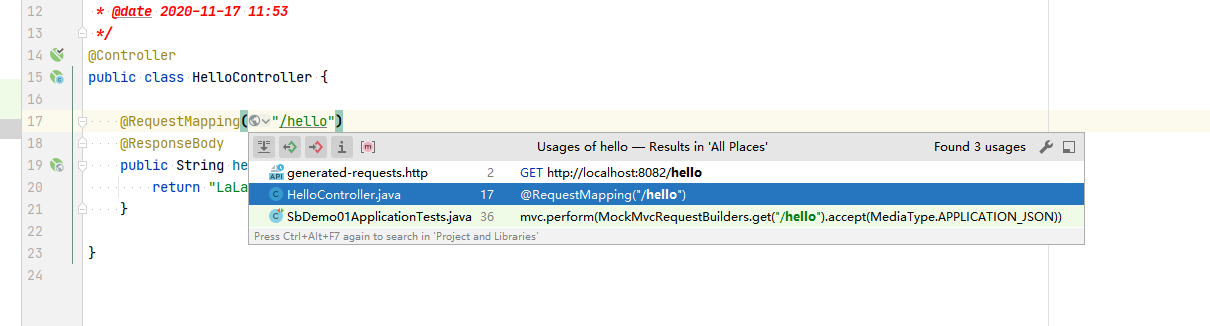 12 * @date 2020-11-17 11:53
13 */
14 @Controller
15 public class HelloController {
16
17 @RequestMapping("/hello")
18 @ResponseBody
19 public String he
20 return "LaLa
21 }
22
23 }
24
Usages of hello — Results in 'All Places' Found 3 usages
generated-requests.http 2 GET http://localhost:8082/hello
HelloController.java 17 @RequestMapping("/hello")
SbDemo01ApplicationTests.java 36 mvc.perform(MockMvcRequestBuilders.get("/hello").accept(MediaType.APPLICATION_JSON))
Press Ctrl+Alt+F7 again to search in 'Project and Libraries'